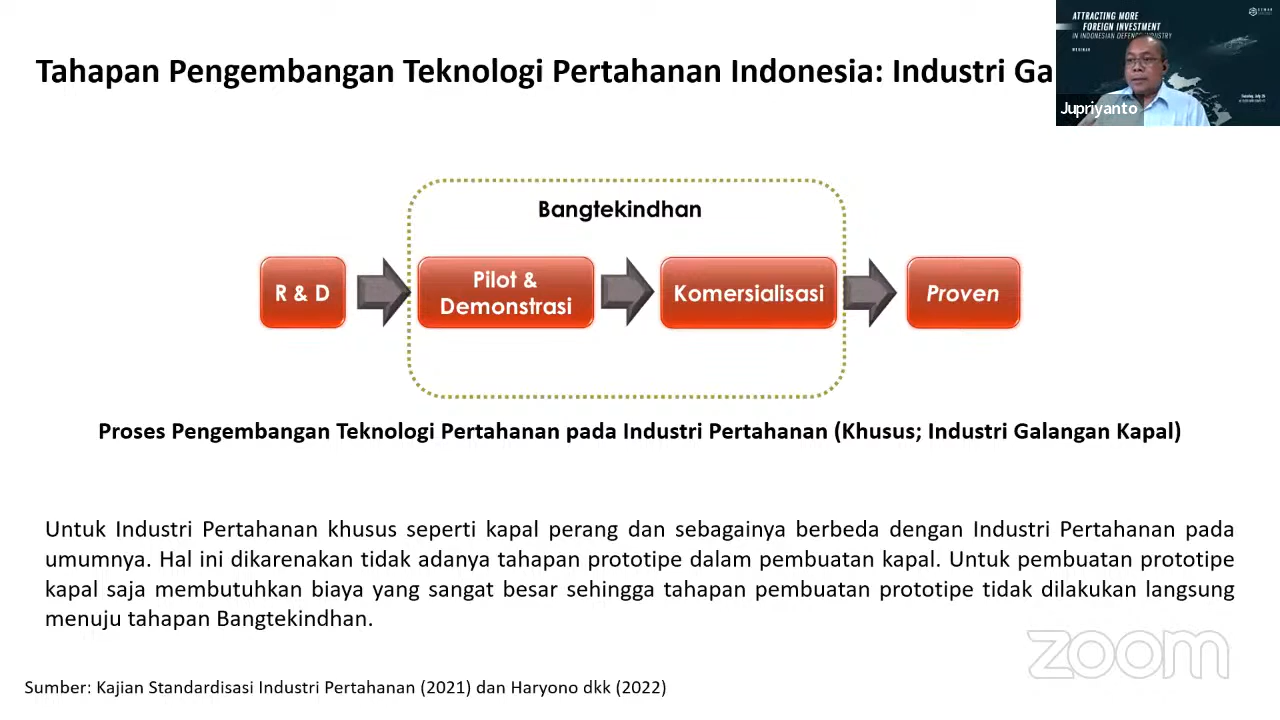 Tahapan Pengembangan Teknologi Pertahanan Indonesia: Industri Ga
ATTRACTING MORE
FOREIGN INVESTMENT
IN INDONESIAN DEFENCE INDUSTRY
WEBINAR
Jupriyanto
Bangtekindhan
R & D
Pilot &
Demonstrasi
Komersialisasi
Proven
Proses Pengembangan Teknologi Pertahanan pada Industri Pertahanan (Khusus; Industri Galangan Kapal)
Untuk Industri Pertahanan khusus seperti kapal perang dan sebagainya berbeda dengan Industri Pertahanan pada
umumnya. Hal ini dikarenakan tidak adanya tahapan prototipe dalam pembuatan kapal. Untuk pembuatan prototipe
kapal saja membutuhkan biaya yang sangat besar sehingga tahapan pembuatan prototipe tidak dilakukan langsung
menuju tahapan Bangtekindhan.
zoom
Sumber: Kajian Standardisasi Industri Pertahanan (2021) dan Haryono dkk (2022)